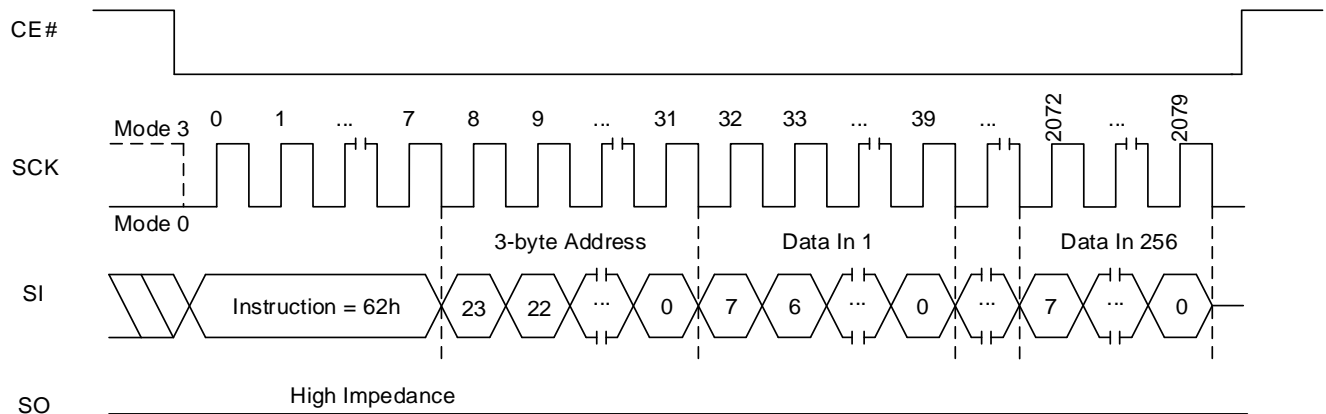 CE#
0 1 ... 7 8 9 ... 31 32 33 ... 39 ... 2072 ... 2079
Mode 3
SCK
Mode 0
3-byte Address Data In 1 Data In 256
SI Instruction = 62h 23 22 ... 0 7 6 ... 0 ... 7 ... 0
High Impedance
SO